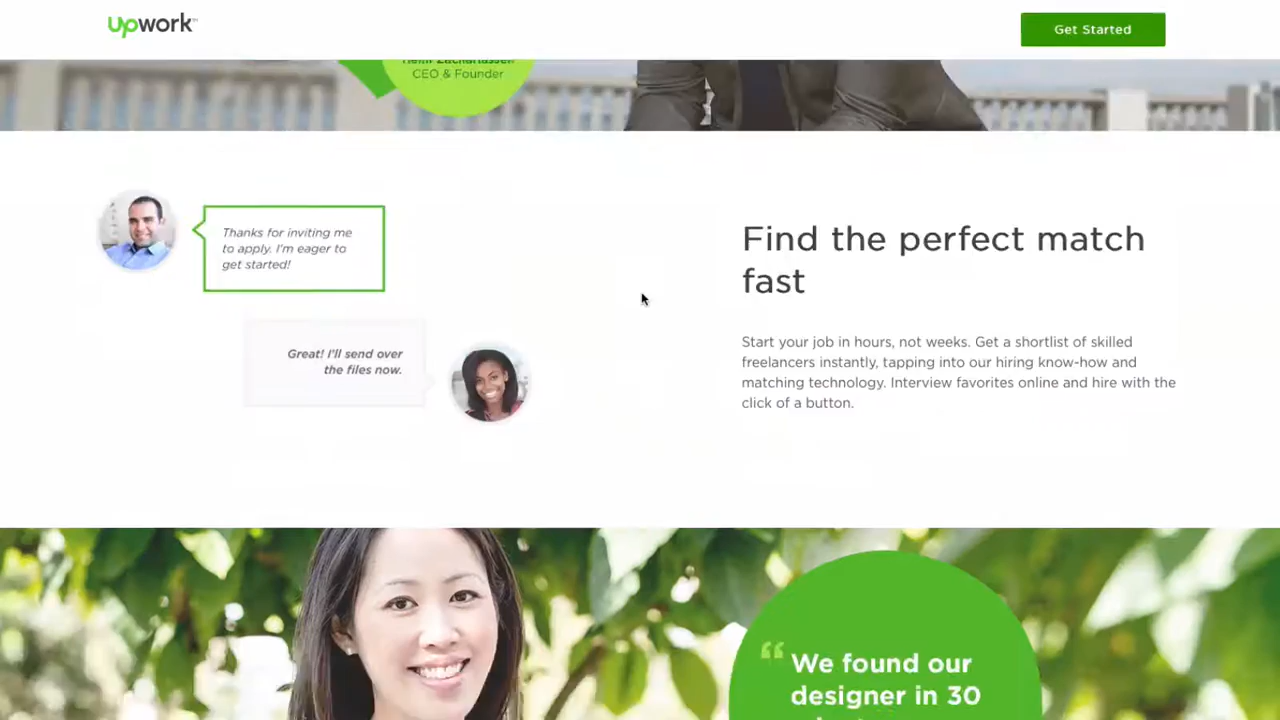 Upwork™
Get Started
CEO & Founder
Thanks for inviting me
to apply. I'm eager to
get started!
Great! I'll send over
the files now.
Find the perfect match
fast
Start your job in hours, not weeks. Get a shortlist of skilled
freelancers instantly, tapping into our hiring know-how and
matching technology. Interview favorites online and hire with the
click of a button.
“ We found our
designer in 30